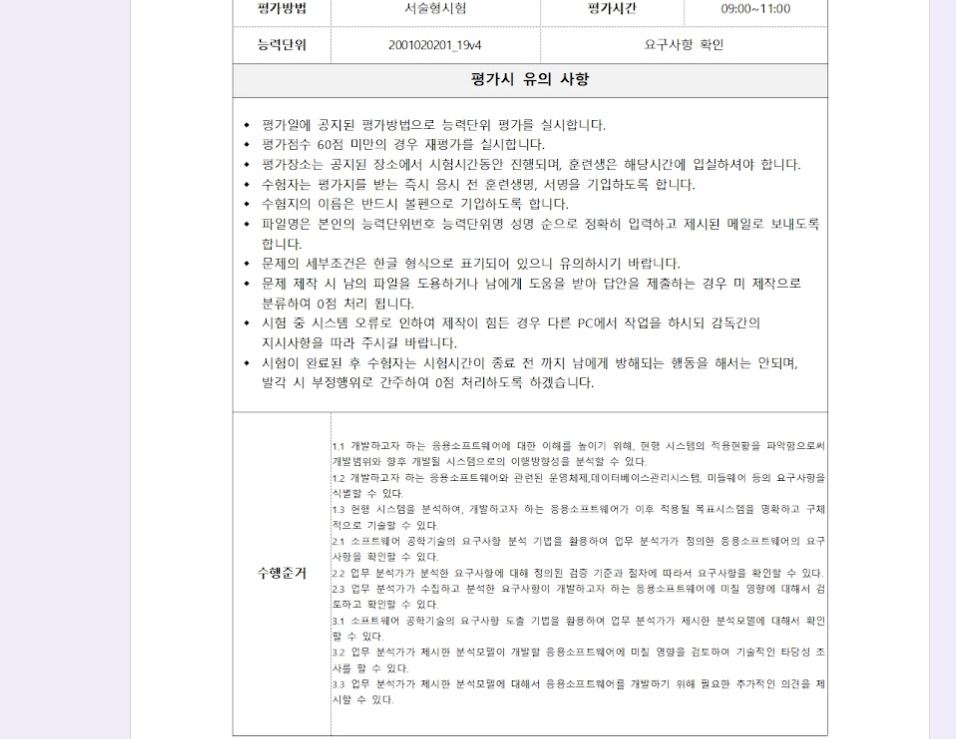 평가방법 서술형시험 평가시간 09:00~11:00
능력단위 2001020201_19v4 요구사항 확인
평가시 유의 사항
◆ 평가일에 공지된 평가방법으로 능력단위 평가를 실시합니다.
◆ 평가점수 60점 미만의 경우 재평가를 실시합니다.
◆ 평가장소는 공지된 장소에서 시험시간동안 진행되며, 훈련생은 해당시간에 입실하셔야 합니다.
◆ 수험자는 평가지를 받는 즉시 응시 전 훈련생명, 서명을 기입하도록 합니다.
◆ 수험지의 이름은 반드시 볼펜으로 기입하도록 합니다.
◆ 파일명은 본인의 능력단위번호 능력단위명 성명 순으로 정확히 입력하고 제시된 메일로 보내도록
합니다.
◆ 문제의 세부조건은 한글 형식으로 표기되어 있으니 유의하시기 바랍니다.
◆ 문제 제작 시 남의 파일을 도용하거나 남에게 도움을 받아 답안을 제출하는 경우 미 제작으로
분류하여 0점 처리 됩니다.
◆ 시험 중 시스템 오류로 인하여 제작이 힘든 경우 다른 PC에서 작업을 하시되 감독간의
지시사항을 따라 주시길 바랍니다.
◆ 시험이 완료된 후 수험자는 시험시간이 종료 전 까지 남에게 방해되는 행동을 해서는 안되며,
발각 시 부정행위로 간주하여 0점 처리하도록 하겠습니다.
수행준거
1.1 개발하고자 하는 응용소프트웨어에 대한 이해를 높이기 위해, 현행 시스템의 적용현황을 파악함으로써
개발범위와 향후 개발될 시스템으로의 이행방향성을 분석할 수 있다.
1.2 개발하고자 하는 응용소프트웨어와 관련된 운영체제,데이터베이스관리시스템, 미들웨어 등의 요구사항을
식별할 수 있다.
1.3 현행 시스템을 분석하여, 개발하고자 하는 응용소프트웨어가 이후 적용될 목표시스템을 명확하고 구체
적으로 기술할 수 있다.
2.1 소프트웨어 공학기술의 요구사항 분석 기법을 활용하여 업무 분석가가 정의한 응용소프트웨어의 요구
사항을 확인할 수 있다.
2.2 업무 분석가가 분석한 요구사항에 대해 정의된 검증 기준과 절차에 따라서 요구사항을 확인할 수 있다.
2.3 업무 분석가가 수집하고 분석한 요구사항이 개발하고자 하는 응용소프트웨어에 미칠 영향에 대해서 검
토하고 확인할 수 있다.
3.1 소프트웨어 공학기술의 요구사항 도출 기법을 활용하여 업무 분석가가 제시한 분석모델에 대해서 확인
할 수 있다.
3.2 업무 분석가가 제시한 분석모델이 개발할 응용소프트웨어에 미칠 영향을 검토하여 기술적인 타당성 조
사를 할 수 있다.
3.3 업무 분석가가 제시한 분석모델에 대해서 응용소프트웨어를 개발하기 위해 필요한 추가적인 의견을 제
시할 수 있다.